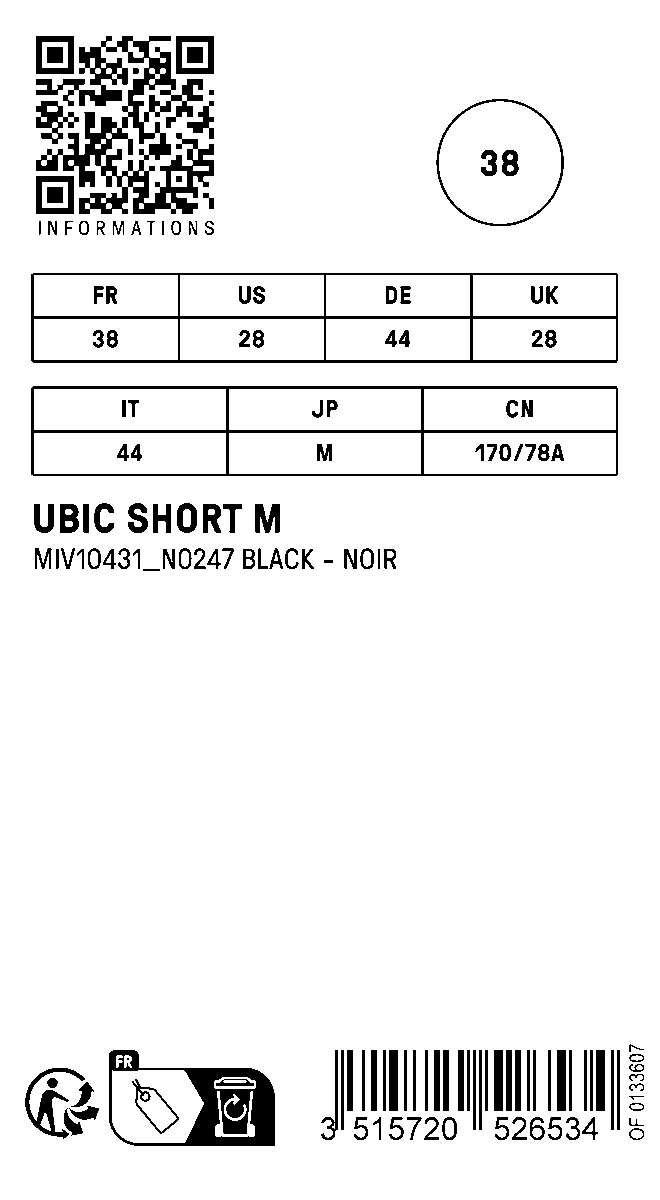 INFORMATIONS
38
FR US DE UK
38 28 44 28
IT JP CN
44 M 170/78A
UBIC SHORT M
MIV10431_N0247 BLACK - NOIR
FR
3 515720 526534
OF 0133607